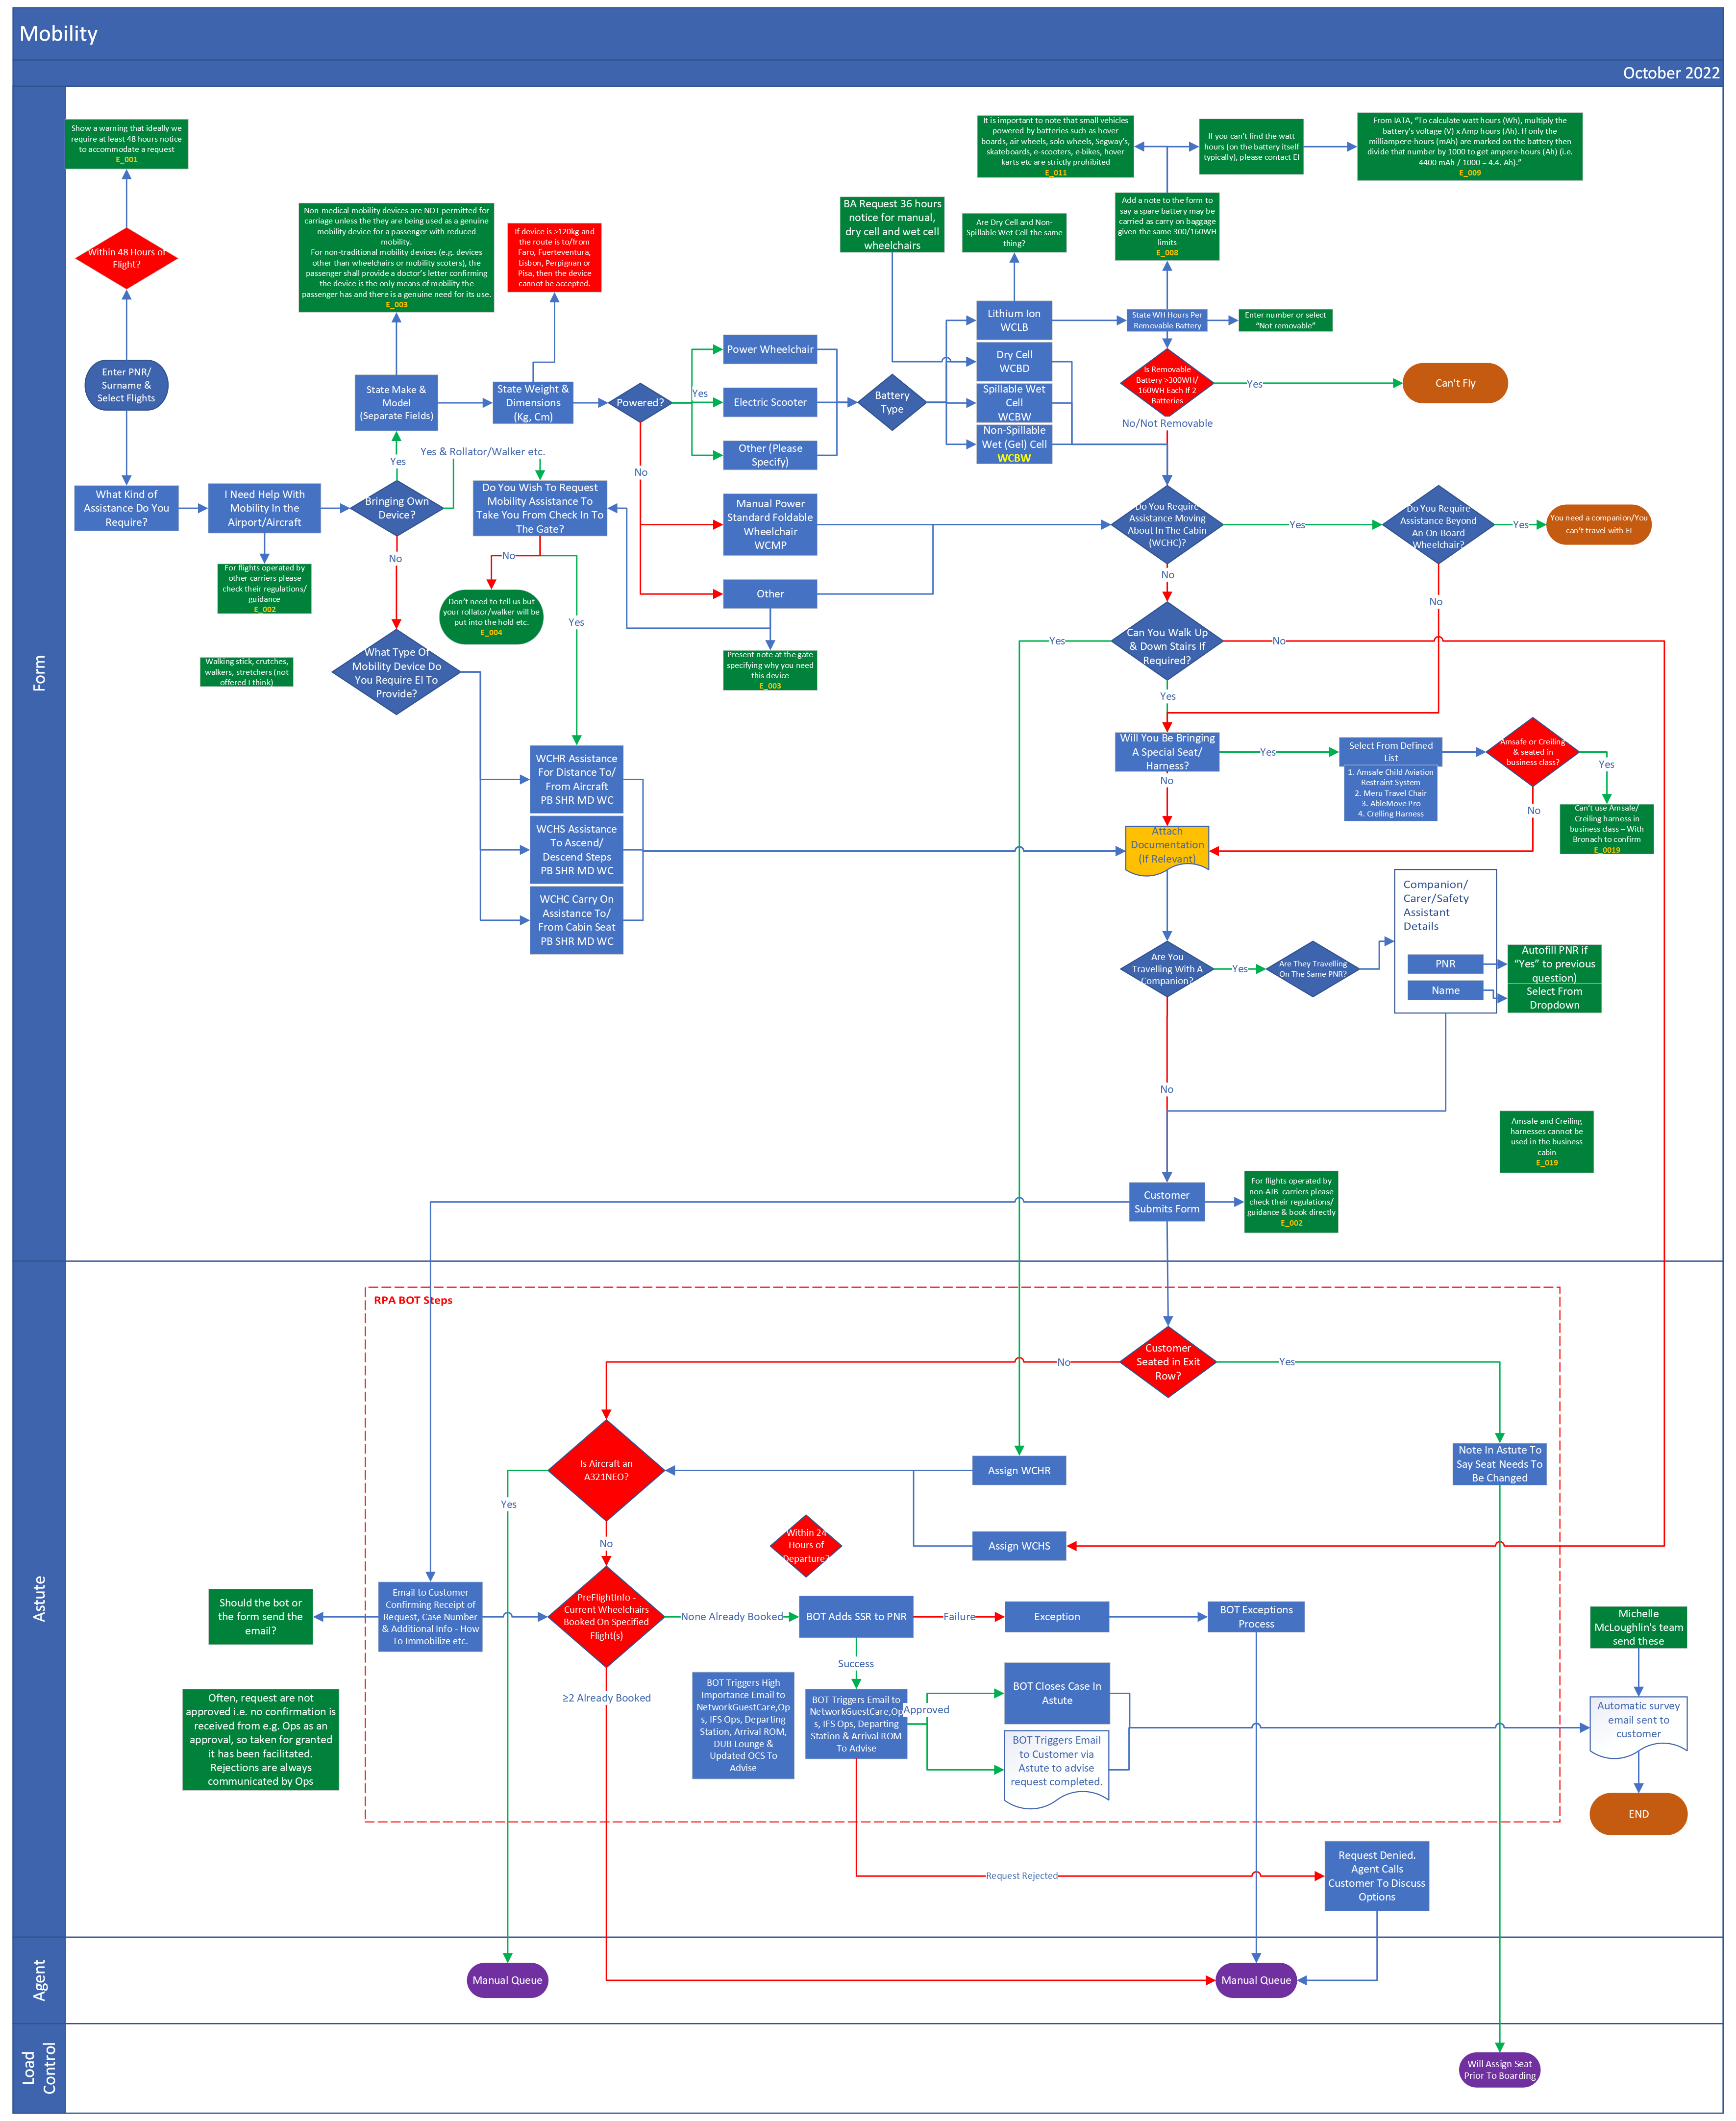 Mobility
October 2022
Form
Show a warning that ideally we
require at least 48 hours notice
to accommodate a request
E_001
Within 48 Hours of
Flight?
Enter PNR/
Surname &
Select Flights
What Kind of
Assistance Do You
Require?
I Need Help With
Mobility In the
Airport/Aircraft
For flights operated by
other carriers please
check their regulations/
guidance
E_002
Walking stick, crutches,
walkers, stretchers (not
offered I think)
Non-medical mobility devices are NOT permitted for
carriage unless the they are being used as a genuine
mobility device for a passenger with reduced
mobility.
For non-traditional mobility devices (e.g. devices
other than wheelchairs or mobility scoters), the
passenger shall provide a doctor's letter confirming
the device is the only means of mobility the
passenger has and there is a genuine need for its use.
E_003
If device is >120kg and
the route is to/from
Faro, Fuerteventura,
Lisbon, Perpignan or
Pisa, then the device
cannot be accepted.
State Make &
Model
(Separate Fields)
State Weight &
Dimensions
(Kg, Cm)
Powered?
Yes
No
Yes
Yes & Rollator/Walker etc.
Bringing Own
Device?
No
Do You Wish To Request
Mobility Assistance To
Take You From Check In To
The Gate?
No
Yes
Don't need to tell us but
your rollator/walker will be
put into the hold etc.
E_004
What Type Of
Mobility Device Do
You Require EI To
Provide?
WCHR Assistance
For Distance To/
From Aircraft
PB SHR MD WC
WCHS Assistance
To Ascend/
Descend Steps
PB SHR MD WC
WCHC Carry On
Assistance To/
From Cabin Seat
PB SHR MD WC
Power Wheelchair
Electric Scooter
Other (Please
Specify)
Manual Power
Standard Foldable
Wheelchair
WCMP
Other
Present note at the gate
specifying why you need
this device
E_003
BA Request 36 hours
notice for manual,
dry cell and wet cell
wheelchairs
Battery
Type
Are Dry Cell and Non-
Spillable Wet Cell the same
thing?
Lithium Ion
WCLB
Dry Cell
WCBD
Spillable Wet
Cell
WCBW
Non-Spillable
Wet (Gel) Cell
WCBW
It is important to note that small vehicles
powered by batteries such as hover
boards, air wheels, solo wheels, Segway's,
skateboards, e-scooters, e-bikes, hover
karts etc are strictly prohibited
E_011
If you can't find the watt
hours (on the battery itself
typically), please contact EI
From IATA, "To calculate watt hours (Wh), multiply the
battery's voltage (V) x Amp hours (Ah). If only the
milliampere-hours (mAh) are marked on the battery then
divide that number by 1000 to get ampere-hours (Ah) (i.e.
4400 mAh / 1000 = 4.4. Ah)."
E_009
Add a note to the form to
say a spare battery may be
carried as carry on baggage
given the same 300/160WH
limits
E_008
State WH Hours Per
Removable Battery
Enter number or select
"Not removable"
Is Removable
Battery >300WH/
160WH Each If 2
Batteries
Yes
Can't Fly
No/Not Removable
Do You Require
Assistance Moving
About In The Cabin
(WCHC)?
Yes
Do You Require
Assistance Beyond
An On-Board
Wheelchair?
Yes
You need a companion/You
can't travel with EI
No
No
Can You Walk Up
& Down Stairs If
Required?
Yes
No
Yes
Will You Be Bringing
A Special Seat/
Harness?
Yes
Select From Defined
List
1. Amsafe Child Aviation
Restraint System
2. Meru Travel Chair
3. AbleMove Pro
4. Crelling Harness
Amsafe or Creiling
& seated in
business class?
Yes
No
Can't use Amsafe/
Creiling harness in
business class – With
Bronach to confirm
E_0019
No
Attach
Documentation
(If Relevant)
Are You
Travelling With A
Companion?
Yes
Are They Travelling
On The Same PNR?
Companion/
Carer/Safety
Assistant
Details
PNR
Name
Autofill PNR if
"Yes" to previous
question)
Select From
Dropdown
No
Amsafe and Creiling
harnesses cannot be
used in the business
cabin
E_019
Customer
Submits Form
For flights operated by
non-AJB carriers please
check their regulations/
guidance & book directly
E_002
Astute
RPA BOT Steps
Customer
Seated in Exit
Row?
No
Yes
Is Aircraft an
A321NEO?
Yes
No
Assign WCHR
Assign WCHS
Note In Astute To
Say Seat Needs To
Be Changed
Within 24
Hours of
Departure?
Should the bot or
the form send the
email?
Email to Customer
Confirming Receipt of
Request, Case Number
& Additional Info - How
To Immobilize etc.
PreFlightInfo -
Current Wheelchairs
Booked On Specified
Flight(s)
None Already Booked
BOT Adds SSR to PNR
Failure
Exception
BOT Exceptions
Process
Success
≥2 Already Booked
Often, request are not
approved i.e. no confirmation is
received from e.g. Ops as an
approval, so taken for granted
it has been facilitated.
Rejections are always
communicated by Ops
BOT Triggers High
Importance Email to
NetworkGuestCare,Op
s, IFS Ops, Departing
Station, Arrival ROM,
DUB Lounge &
Updated OCS To
Advise
BOT Triggers Email to
NetworkGuestCare,Op
s, IFS Ops, Departing
Station & Arrival ROM
To Advise
Approved
BOT Closes Case In
Astute
BOT Triggers Email
to Customer via
Astute to advise
request completed.
Michelle
McLoughlin's team
send these
Automatic survey
email sent to
customer
END
Request Rejected
Request Denied.
Agent Calls
Customer To Discuss
Options
Agent
Manual Queue
Manual Queue
Load
Control
Will Assign Seat
Prior To Boarding